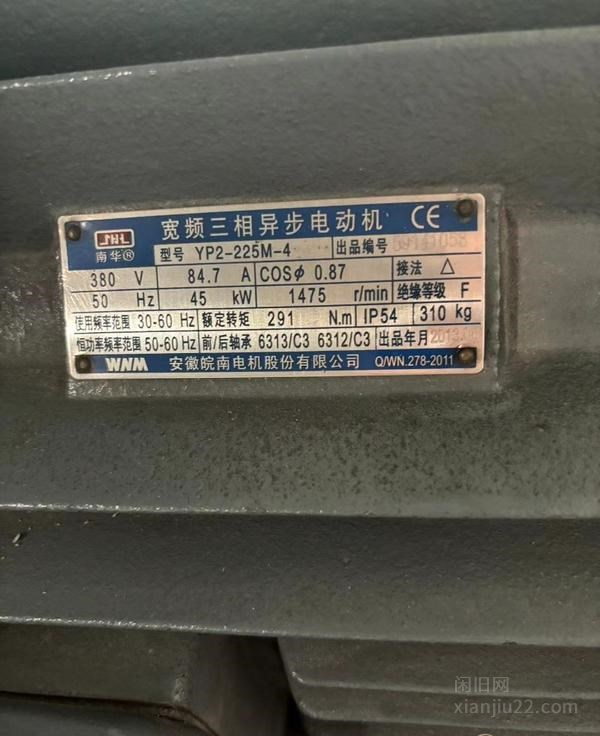 宽频三相异步电动机 CE
南华® 型号 YP2-225M-4 出品编号
380 V 84.7 A COSφ 0.87 接法 △
50 Hz 45 kW 1475 r/min 绝缘等级 F
使用频率范围 30-60 Hz 额定转矩 291 N.m IP54 310 kg
恒功率频率范围 50-60 Hz 前/后轴承 6313/C3 6312/C3 出品年月 2013
WNM 安徽皖南电机股份有限公司 Q/WN.278-2011
闲旧网
xianjiu22.com